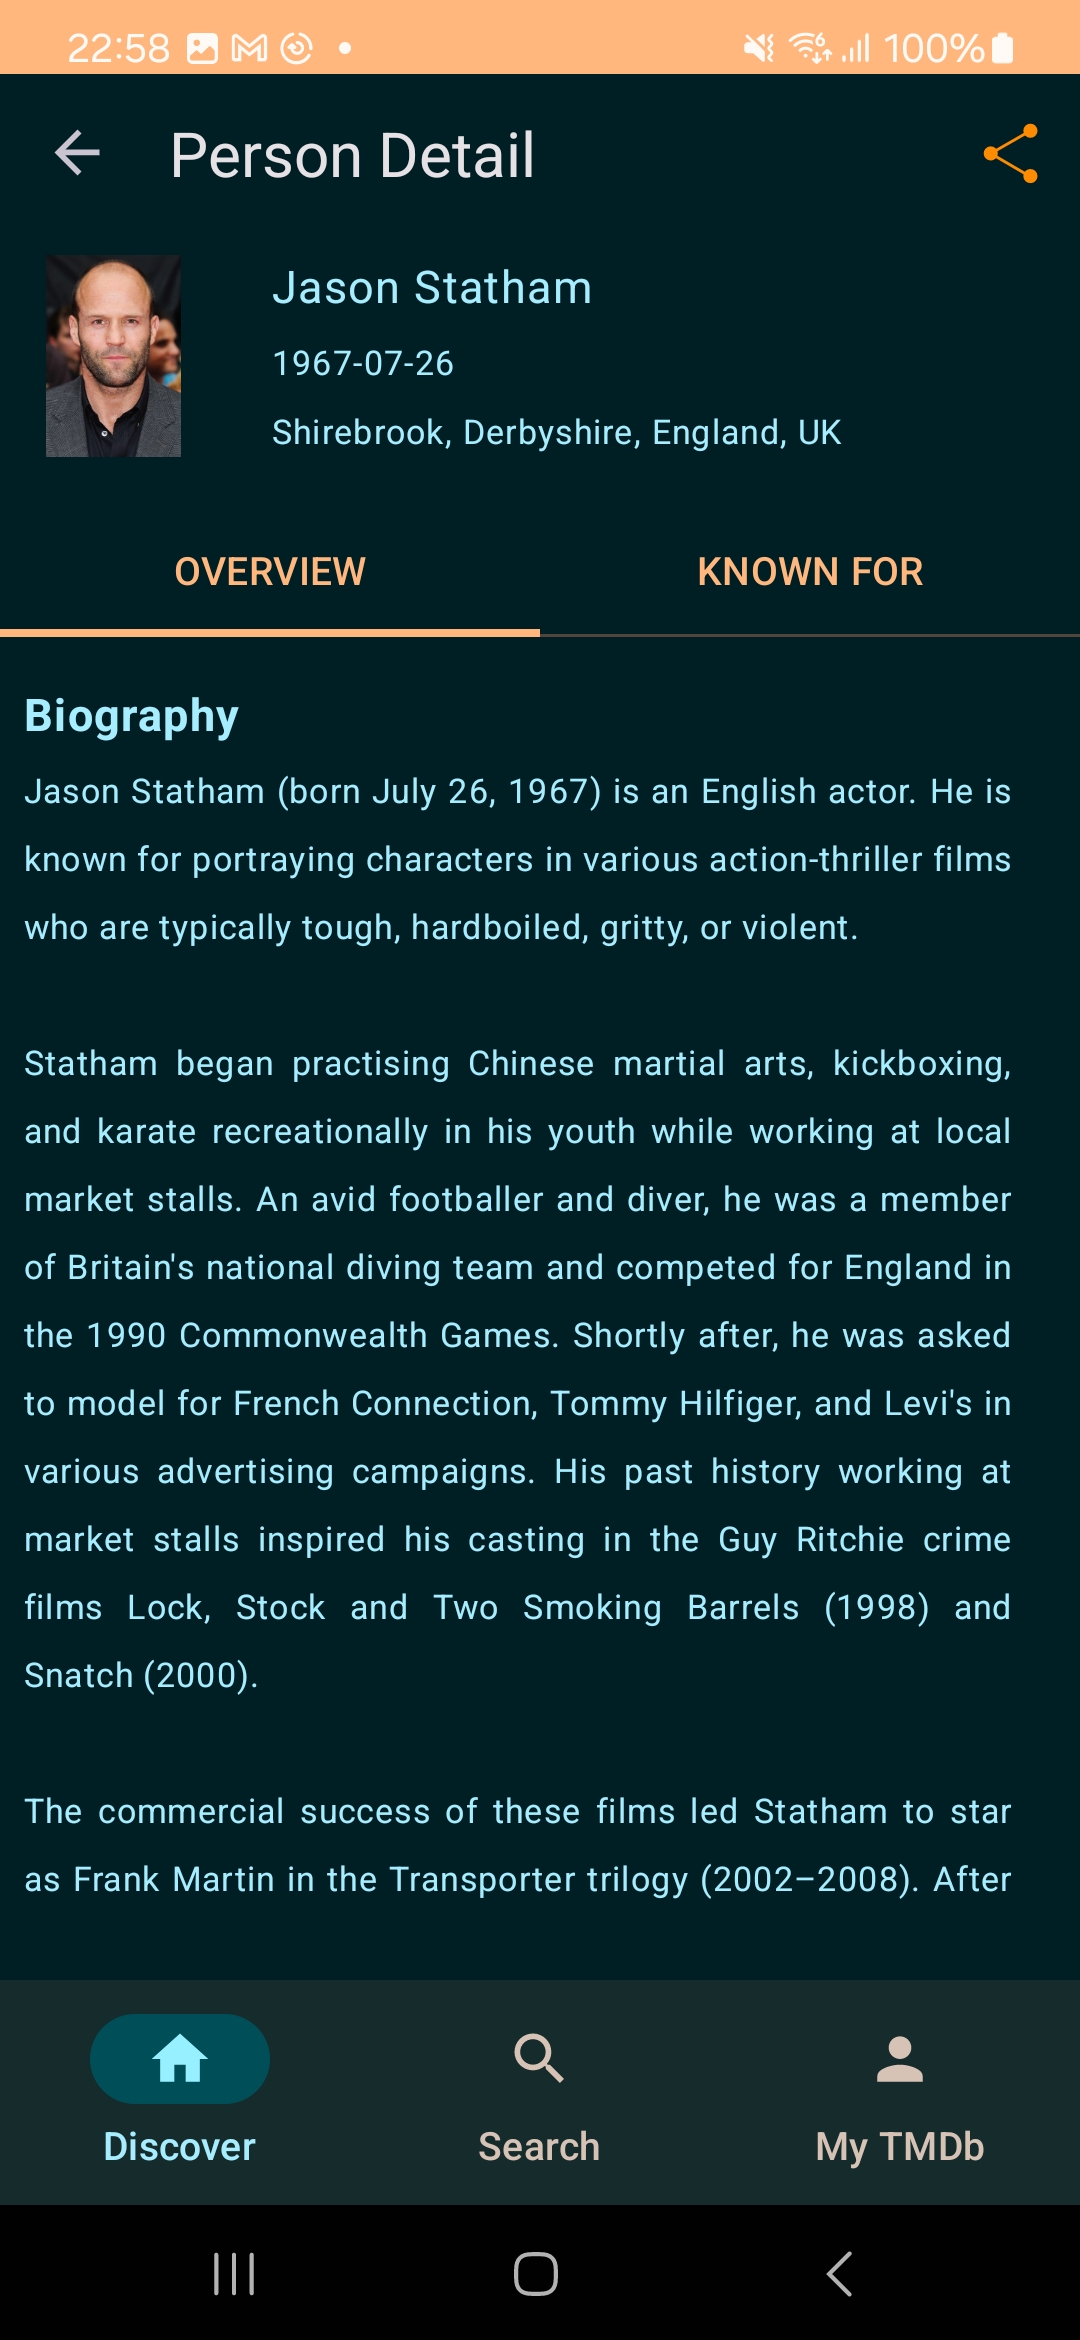 22:58 100%
Person Detail
Jason Statham
1967-07-26
Shirebrook, Derbyshire, England, UK
OVERVIEW KNOWN FOR
Biography
Jason Statham (born July 26, 1967) is an English actor. He is
known for portraying characters in various action-thriller films
who are typically tough, hardboiled, gritty, or violent.
Statham began practising Chinese martial arts, kickboxing,
and karate recreationally in his youth while working at local
market stalls. An avid footballer and diver, he was a member
of Britain's national diving team and competed for England in
the 1990 Commonwealth Games. Shortly after, he was asked
to model for French Connection, Tommy Hilfiger, and Levi's in
various advertising campaigns. His past history working at
market stalls inspired his casting in the Guy Ritchie crime
films Lock, Stock and Two Smoking Barrels (1998) and
Snatch (2000).
The commercial success of these films led Statham to star
as Frank Martin in the Transporter trilogy (2002–2008). After
Discover Search My TMDb